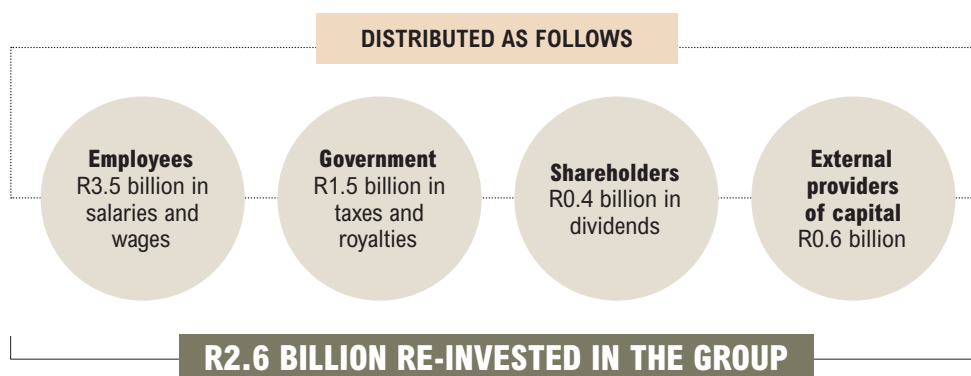 DISTRIBUTED AS FOLLOWS
Employees
R3.5 billion in
salaries and
wages
Government
R1.5 billion in
taxes and
royalties
Shareholders
R0.4 billion in
dividends
External
providers
of capital
R0.6 billion
R2.6 BILLION RE-INVESTED IN THE GROUP